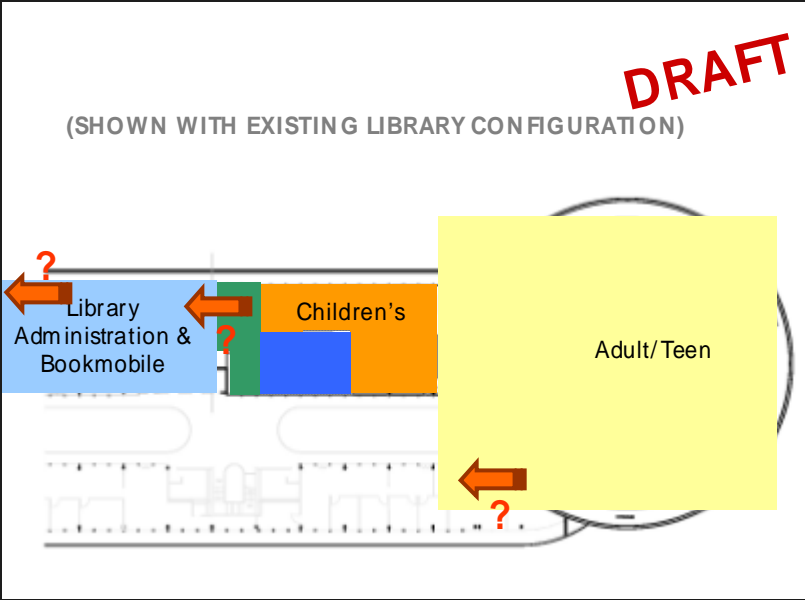 DRAFT
(SHOWN WITH EXISTING LIBRARY CONFIGURATION)
?
Library
Administration &
Bookmobile
?
Children's
Adult/Teen
?